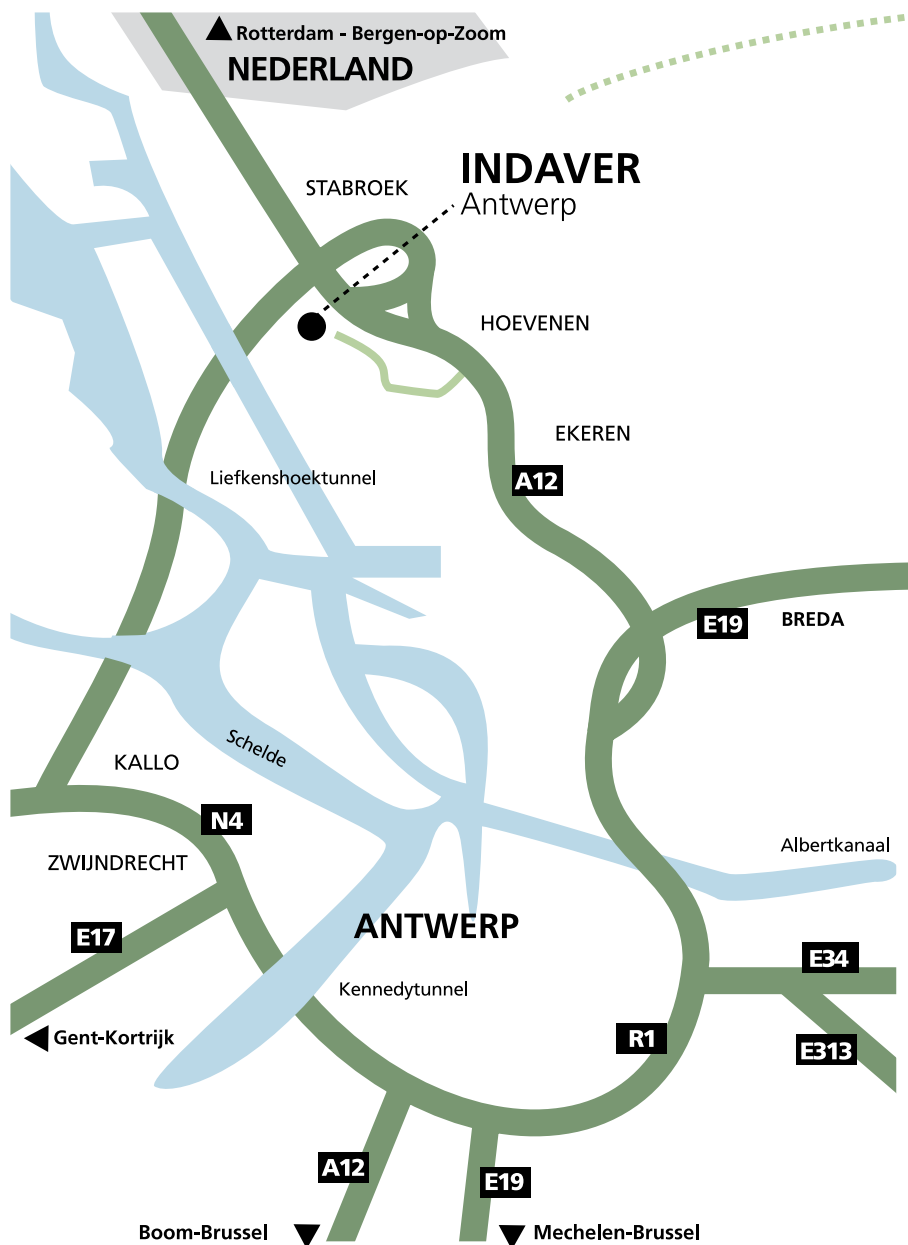 Rotterdam - Bergen-op-Zoom
NEDERLAND
INDAVER
Antwerp
STABROEK
HOEVENEN
EKEREN
Liefkenshoektunnel
A12
E19
BREDA
Schelde
KALLO
N4
Albertkanaal
ZWIJNDRECHT
ANTWERP
E17
E34
Kennedytunnel
Gent-Kortrijk
R1
E313
A12
E19
Boom-Brussel
Mechelen-Brussel